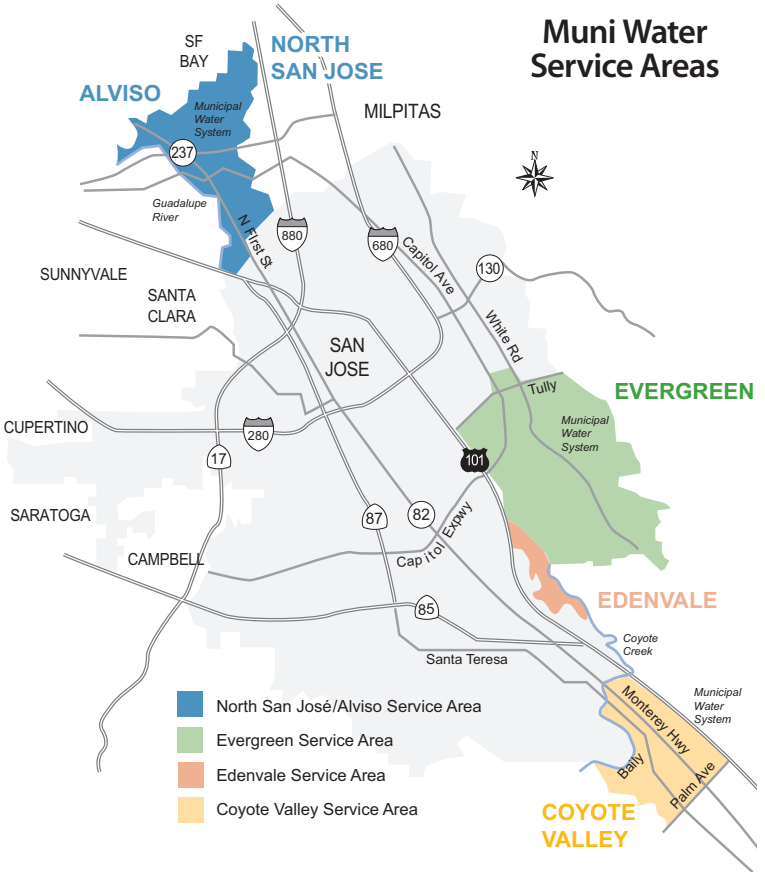 Muni Water
Service Areas
SF
BAY
NORTH
SAN JOSE
ALVISO
Municipal
Water
System
MILPITAS
237
N
Guadalupe
River
N FIrst St
880
680
Capitol Ave
130
SUNNYVALE
SANTA
CLARA
White Rd
SAN
JOSE
Tully
EVERGREEN
Municipal
Water
System
CUPERTINO
280
17
101
SARATOGA
87
82
Capitol Expwy
CAMPBELL
EDENVALE
85
Coyote
Creek
Santa Teresa
Municipal
Water
System
Monterey Hwy
Baily
Palm Ave
North San José/Alviso Service Area
Evergreen Service Area
Edenvale Service Area
Coyote Valley Service Area
COYOTE
VALLEY